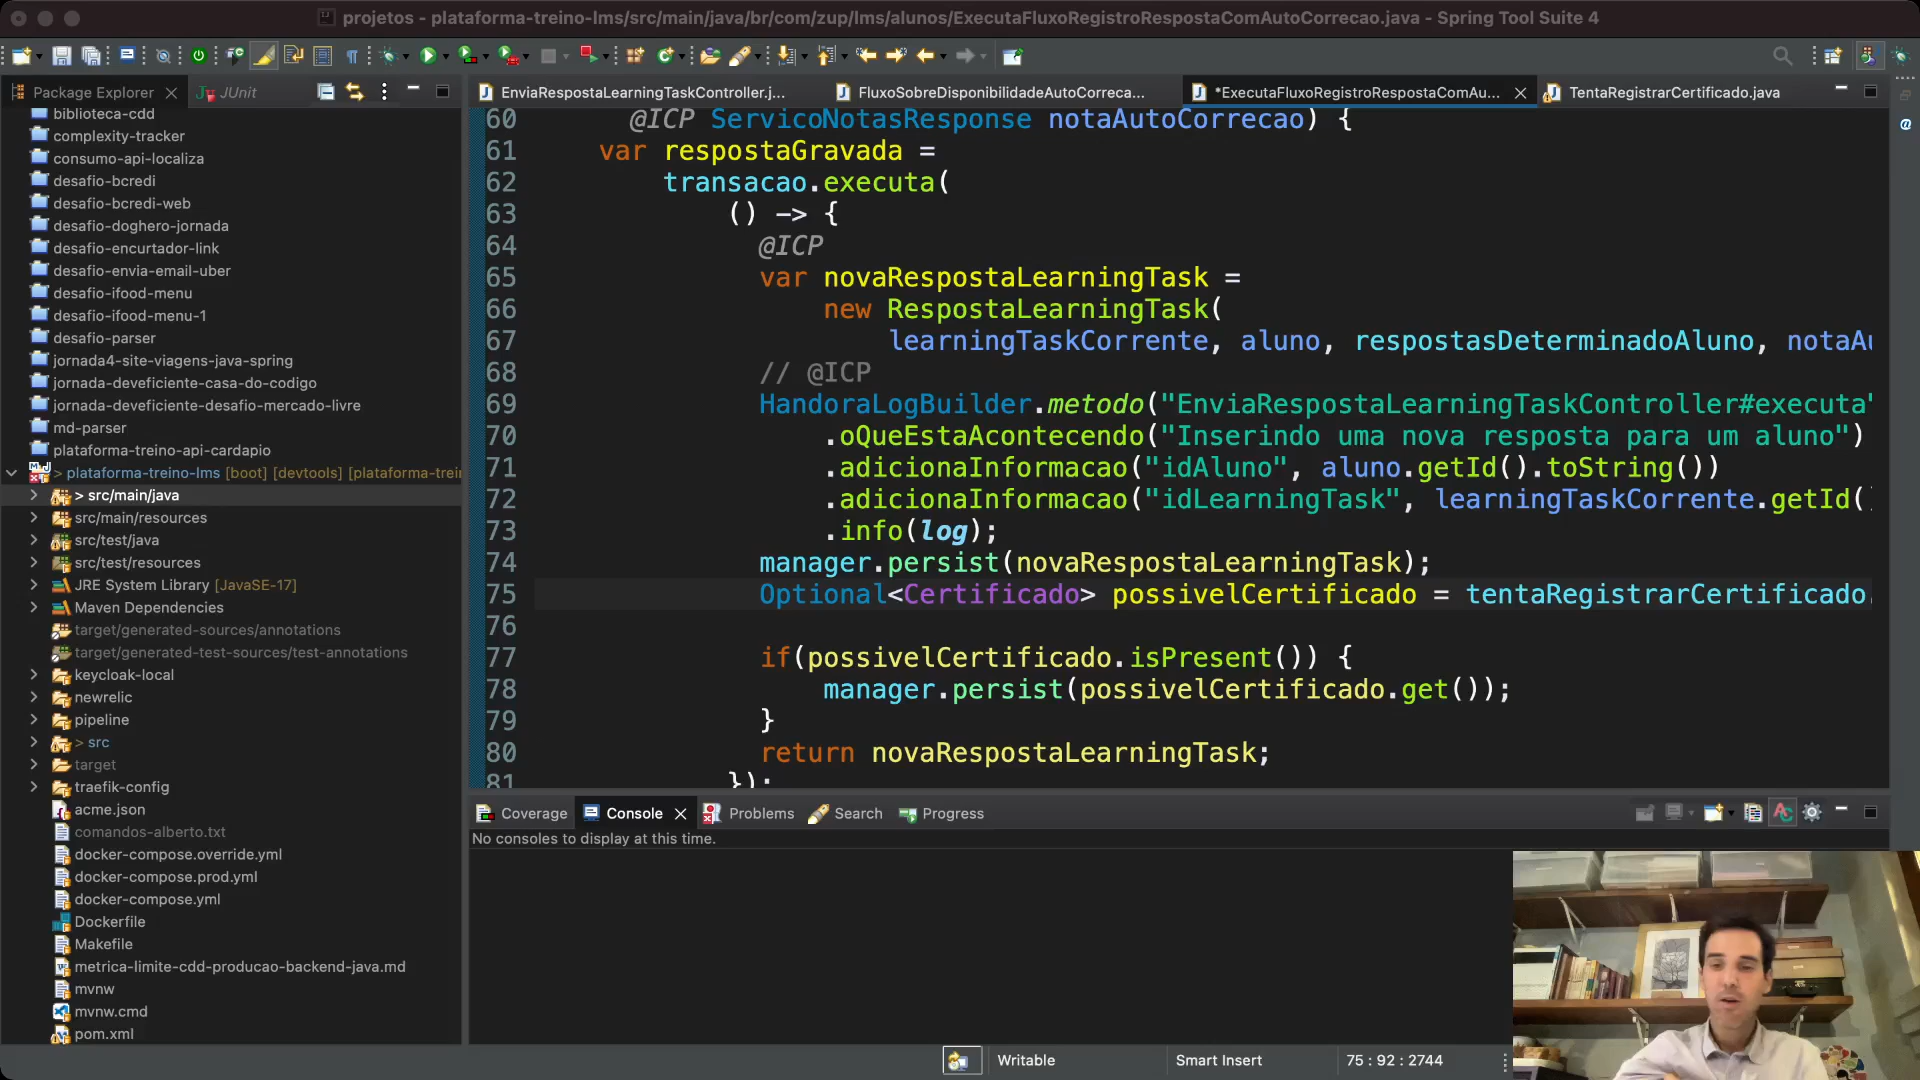 projetos - plataforma-treino-lms/src/main/java/br/com/zup/lms/alunos/ExecutaFluxoRegistroRespostaComAutoCorrecao.java - Spring Tool Suite 4
Package Explorer
JUnit
EnviaRespostaLearningTaskController.j...
FluxoSobreDisponibilidadeAutoCorreca...
*ExecutaFluxoRegistroRespostaComAu...
TentaRegistrarCertificado.java
biblioteca-cdd
complexity-tracker
consumo-api-localiza
desafio-bcredi
desafio-bcredi-web
desafio-doghero-jornada
desafio-encurtador-link
desafio-envia-email-uber
desafio-ifood-menu
desafio-ifood-menu-1
desafio-parser
jornada4-site-viagens-java-spring
jornada-deveficiente-casa-do-codigo
jornada-deveficiente-desafio-mercado-livre
md-parser
plataforma-treino-api-cardapio
> plataforma-treino-lms [boot] [devtools] [plataforma-trei
> src/main/java
src/main/resources
src/test/java
src/test/resources
JRE System Library [JavaSE-17]
Maven Dependencies
target/generated-sources/annotations
target/generated-test-sources/test-annotations
keycloak-local
newrelic
pipeline
> src
target
traefik-config
acme.json
comandos-alberto.txt
docker-compose.override.yml
docker-compose.prod.yml
docker-compose.yml
Dockerfile
Makefile
metrica-limite-cdd-producao-backend-java.md
mvnw
mvnw.cmd
pom.xml
60 @ICP ServicoNotasResponse notaAutoCorrecao) {
61 var respostaGravada =
62 transacao.executa(
63 () -> {
64 @ICP
65 var novaRespostaLearningTask =
66 new RespostaLearningTask(
67 learningTaskCorrente, aluno, respostasDeterminadoAluno, notaAu
68 // @ICP
69 HandoraLogBuilder.metodo("EnviaRespostaLearningTaskController#executa"
70 .oQueEstaAcontecendo("Inserindo uma nova resposta para um aluno")
71 .adicionaInformacao("idAluno", aluno.getId().toString())
72 .adicionaInformacao("idLearningTask", learningTaskCorrente.getId()
73 .info(log);
74 manager.persist(novaRespostaLearningTask);
75 Optional<Certificado> possivelCertificado = tentaRegistrarCertificado.
76
77 if(possivelCertificado.isPresent()) {
78 manager.persist(possivelCertificado.get());
79 }
80 return novaRespostaLearningTask;
81 });
Coverage
Console
Problems
Search
Progress
No consoles to display at this time.
Writable
Smart Insert
75 : 92 : 2744